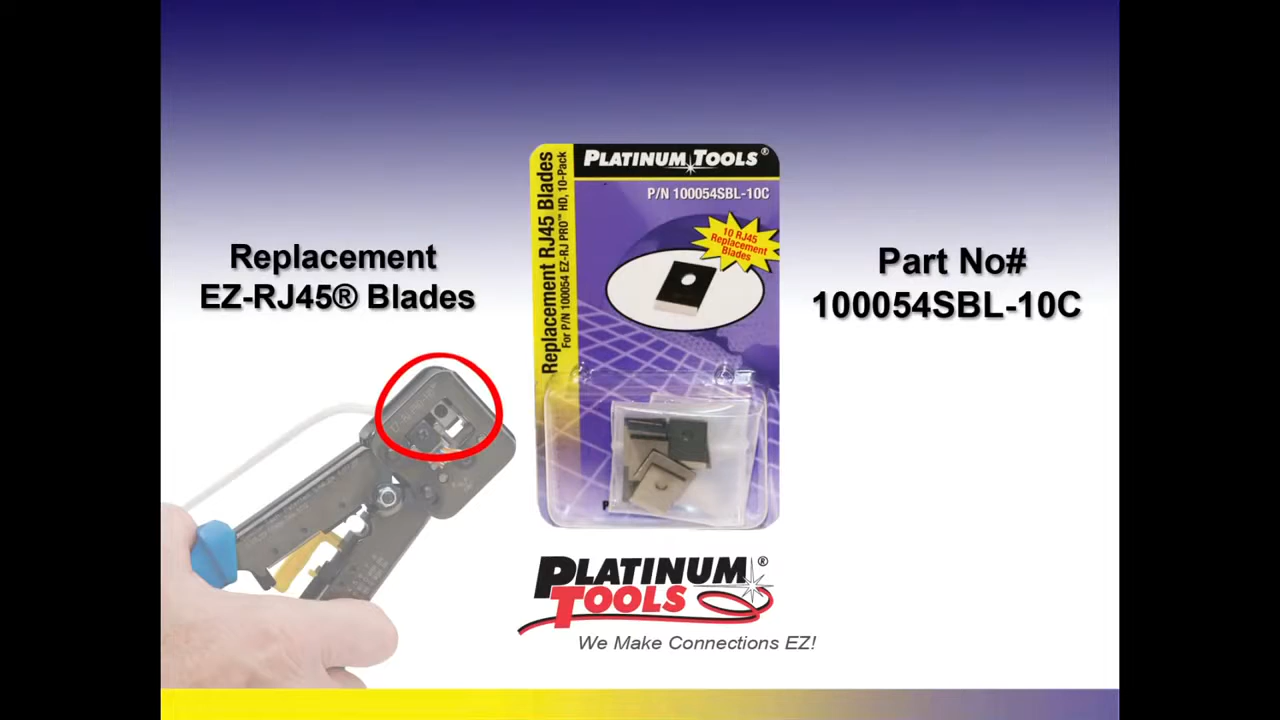 Replacement
EZ-RJ45® Blades
PLATINUM TOOLS®
P/N 100054SBL-10C
10 RJ45
Replacement
Blades
Replacement RJ45 Blades
For P/N 100054 EZ-RJ PRO™ HD, 10-Pack
Part No#
100054SBL-10C
PLATINUM®
TOOLS
We Make Connections EZ!